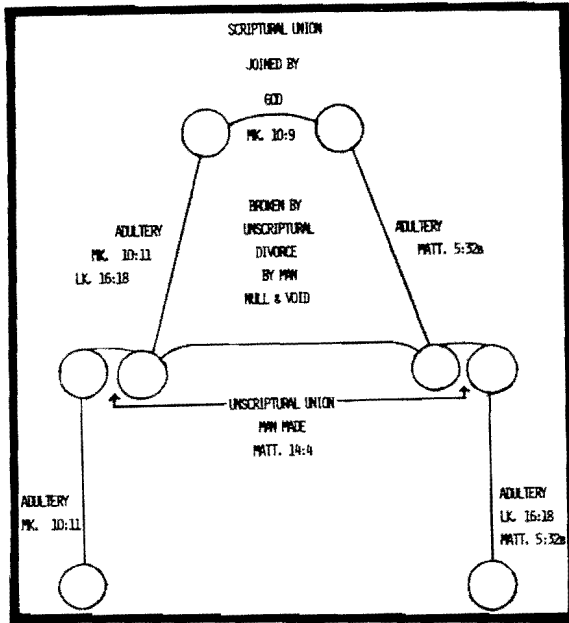 SCRIPTURAL UNION
JOINED BY
GOD
MK. 10:9
ADULTERY
MK. 10:11
LK. 16:18
BROKEN BY
UNSCRIPTURAL
DIVORCE
BY MAN
NULL & VOID
ADULTERY
MATT. 5:32a
UNSCRIPTURAL UNION
MAN MADE
MATT. 14:4
ADULTERY
MK. 10:11
ADULTERY
LK. 16:18
MATT. 5:32a